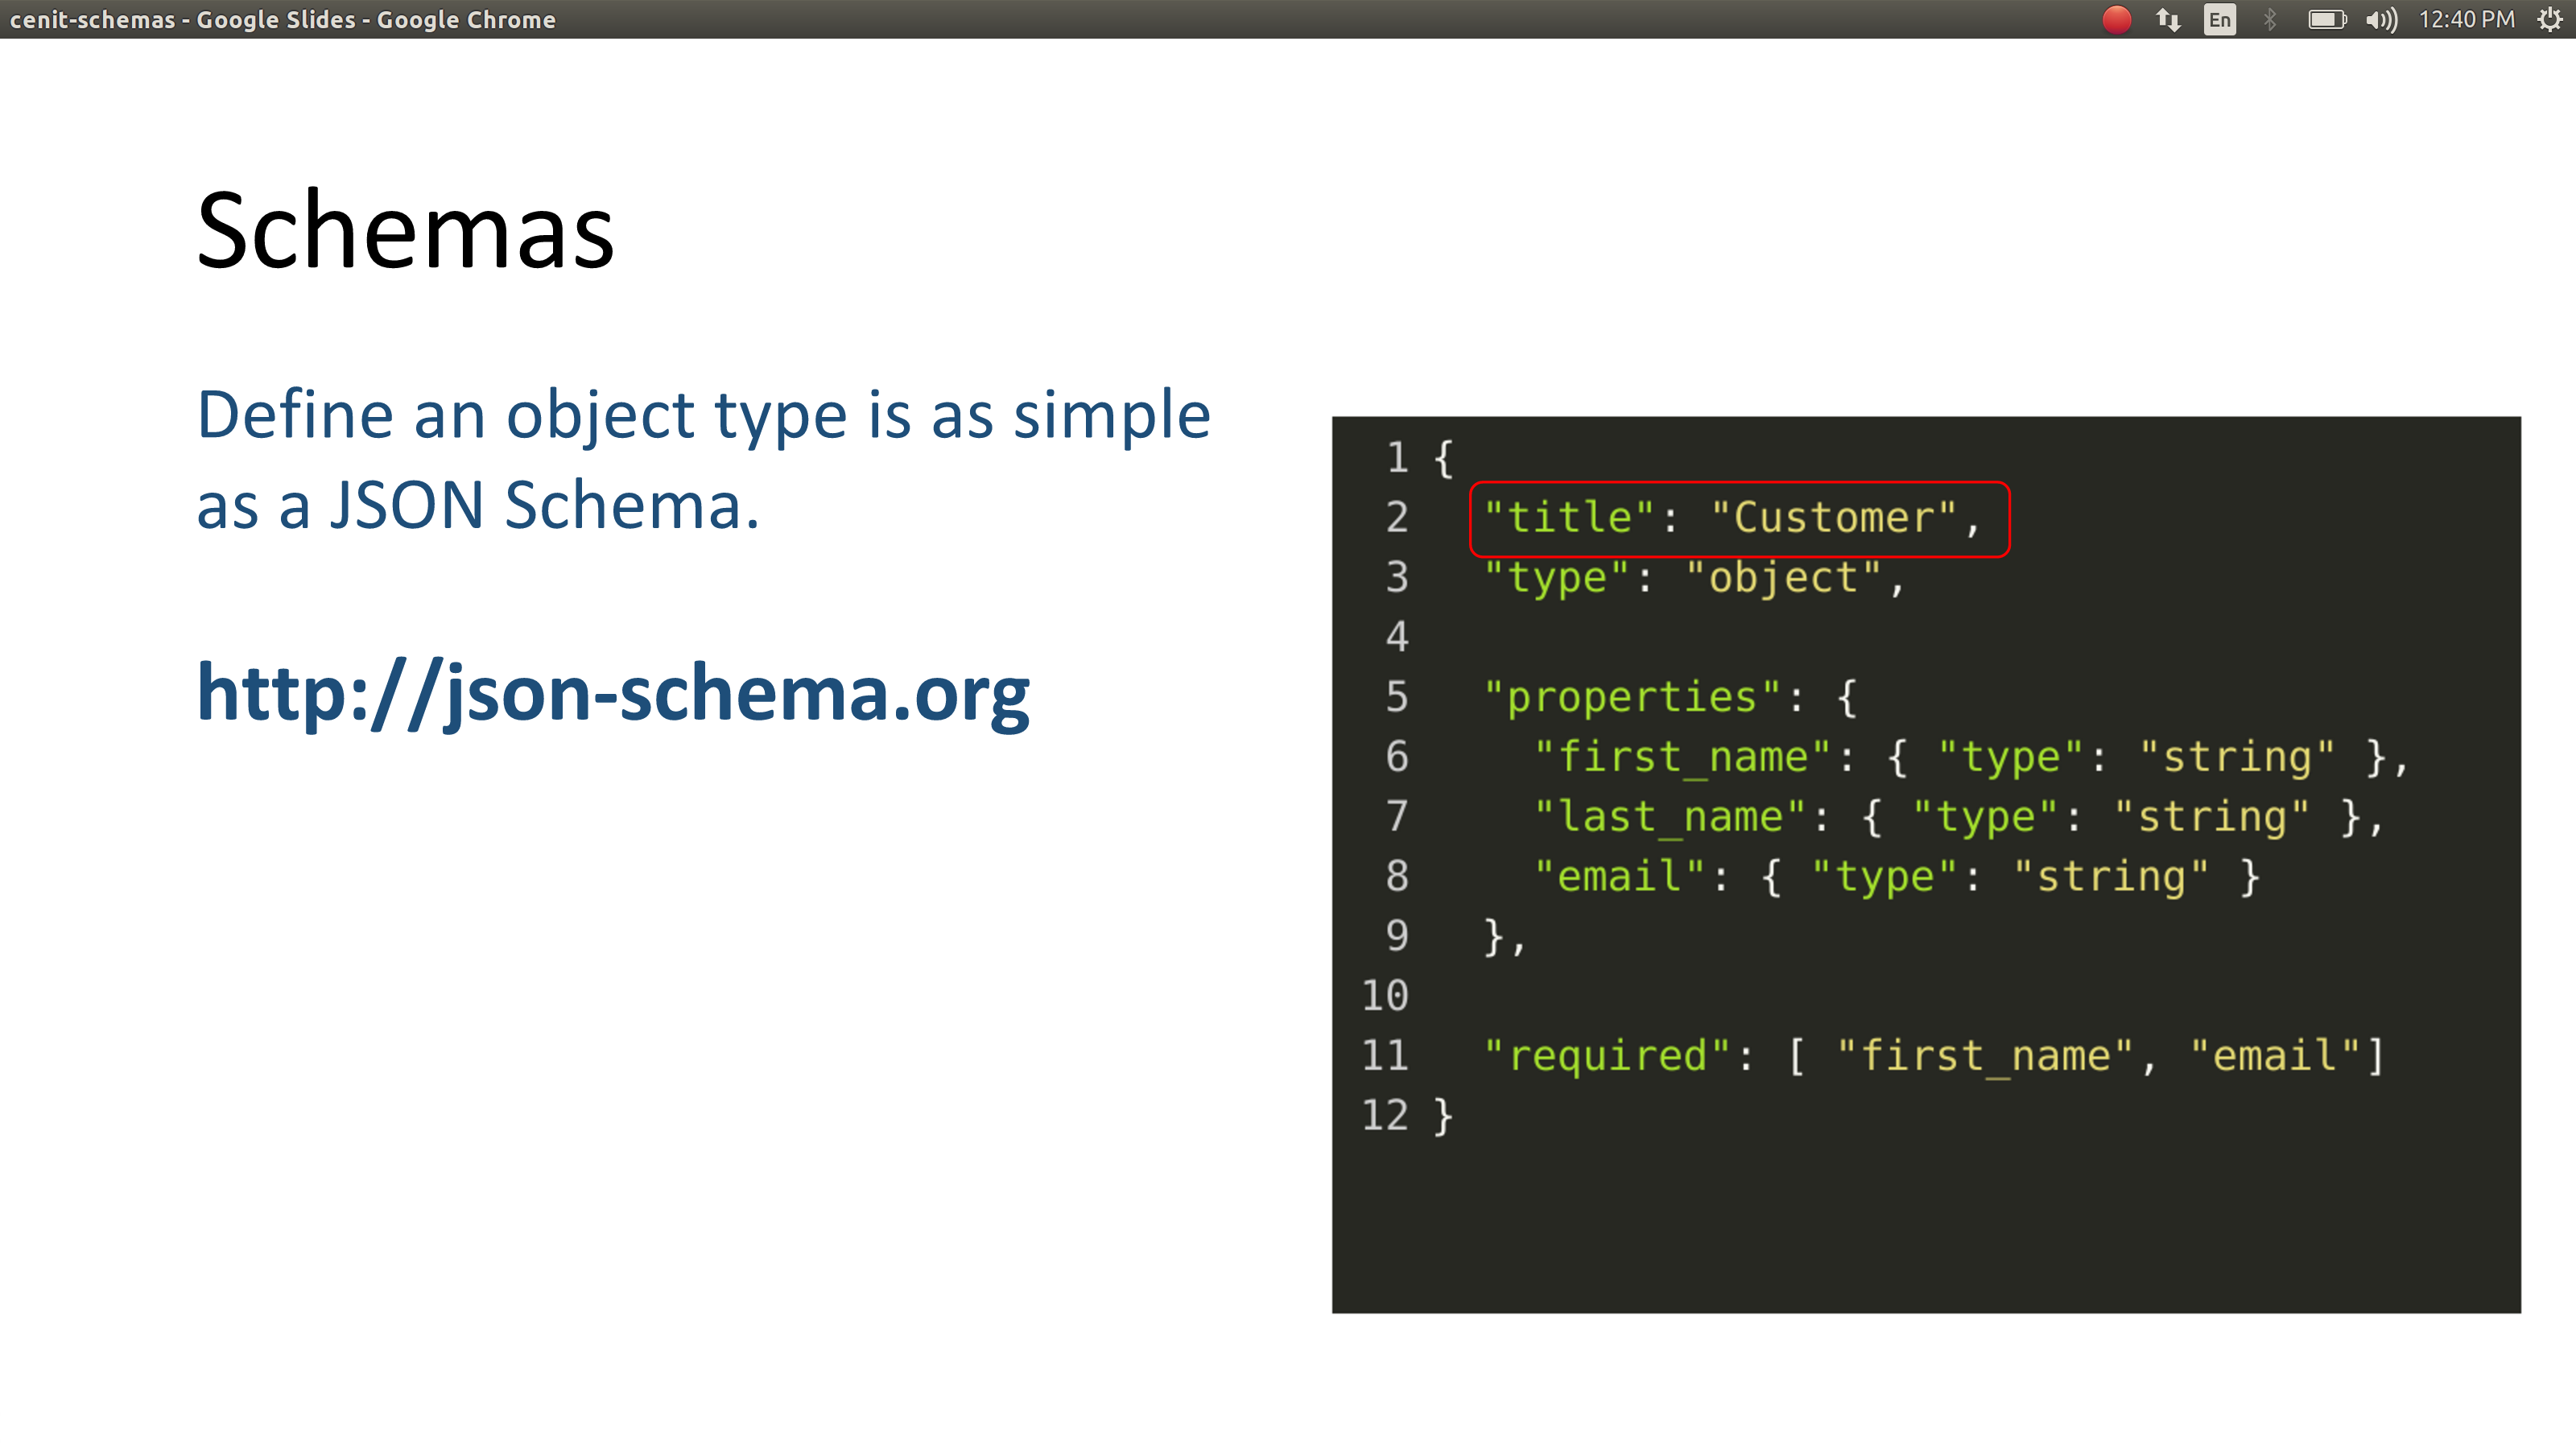 cenit-schemas - Google Slides - Google Chrome
En
12:40 PM
Schemas
Define an object type is as simple
as a JSON Schema.
http://json-schema.org
1 {
2 "title": "Customer",
3 "type": "object",
4
5 "properties": {
6 "first_name": { "type": "string" },
7 "last_name": { "type": "string" },
8 "email": { "type": "string" }
9 },
10
11 "required": [ "first_name", "email"]
12 }